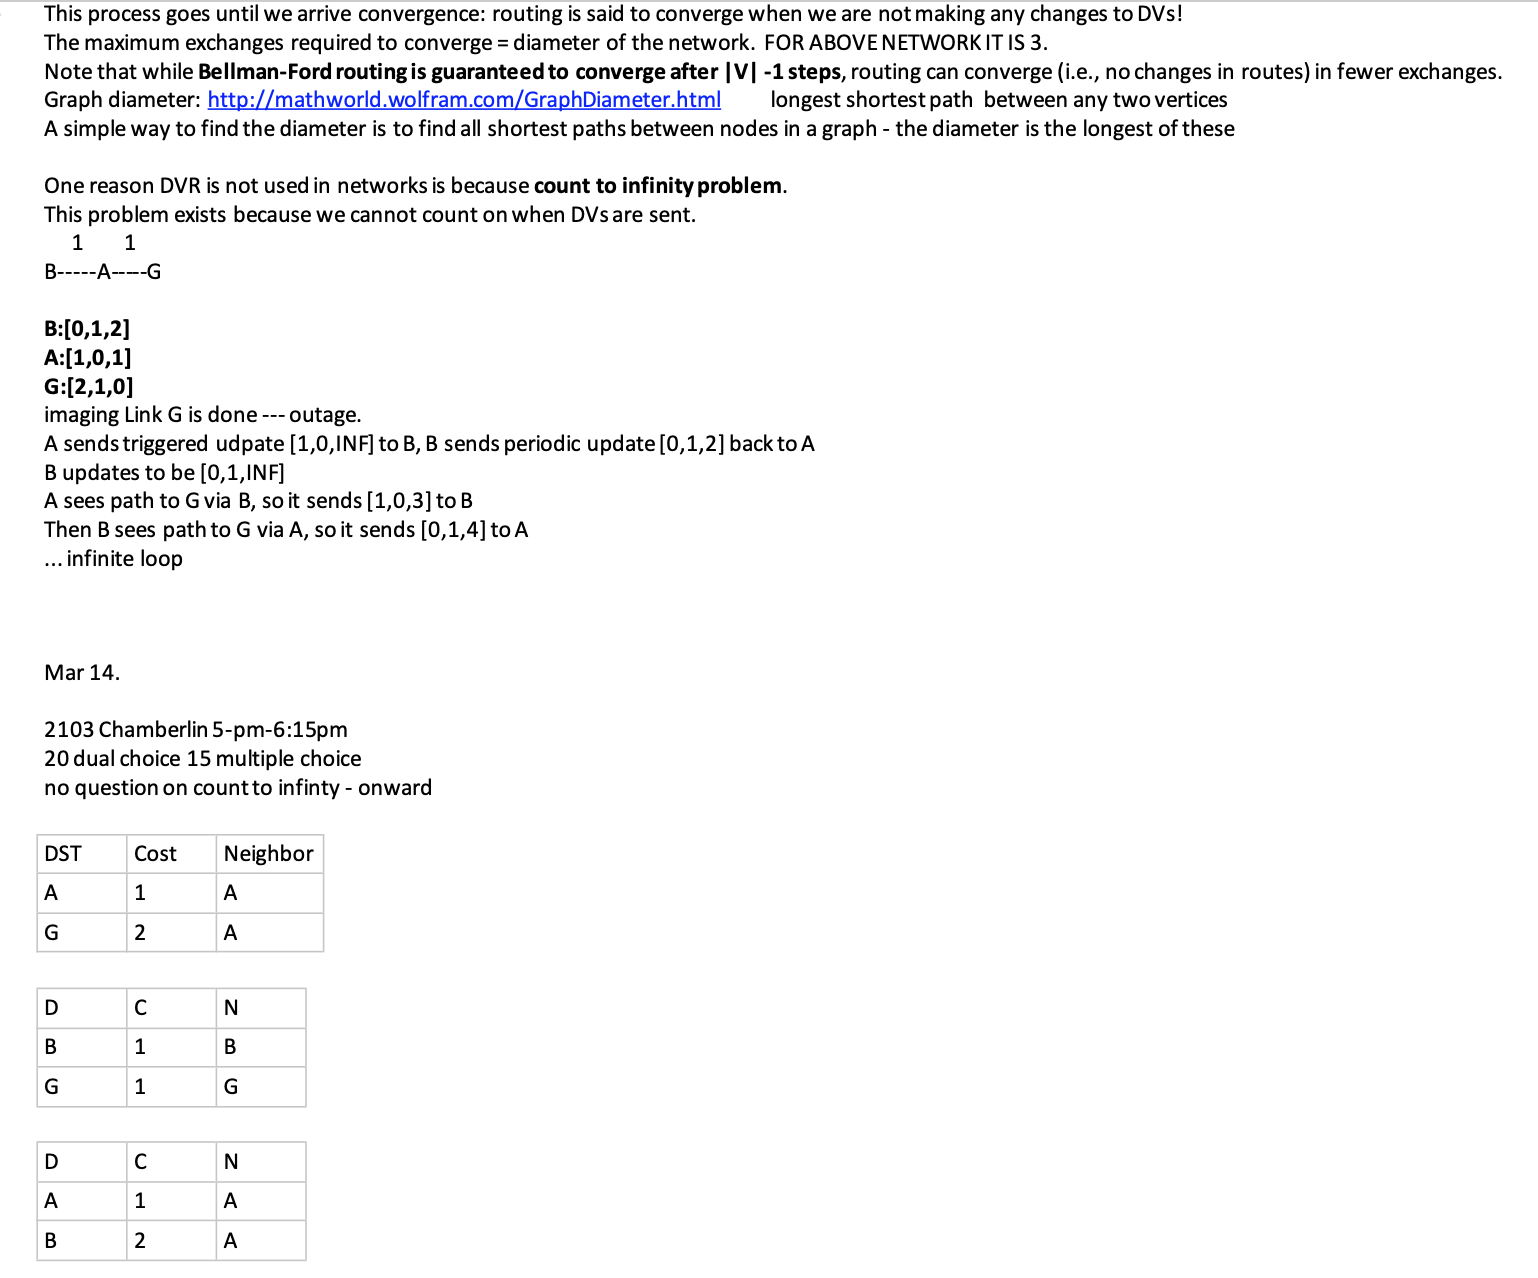 This process goes until we arrive convergence: routing is said to converge when we are not making any changes to DVs!
The maximum exchanges required to converge = diameter of the network. FOR ABOVE NETWORK IT IS 3.
Note that while Bellman-Ford routing is guaranteed to converge after |V| -1 steps, routing can converge (i.e., no changes in routes) in fewer exchanges.
Graph diameter: http://mathworld.wolfram.com/GraphDiameter.html longest shortest path between any two vertices
A simple way to find the diameter is to find all shortest paths between nodes in a graph - the diameter is the longest of these
One reason DVR is not used in networks is because count to infinity problem.
This problem exists because we cannot count on when DVs are sent.
1 1
B-----A-----G
B:[0,1,2]
A:[1,0,1]
G:[2,1,0]
imaging Link G is done --- outage.
A sends triggered udpate [1,0,INF] to B, B sends periodic update [0,1,2] back to A
B updates to be [0,1,INF]
A sees path to G via B, so it sends [1,0,3] to B
Then B sees path to G via A, so it sends [0,1,4] to A
... infinite loop
Mar 14.
2103 Chamberlin 5-pm-6:15pm
20 dual choice 15 multiple choice
no question on count to infinty - onward
DST Cost Neighbor
A 1 A
G 2 A
D C N
B 1 B
G 1 G
D C N
A 1 A
B 2 A